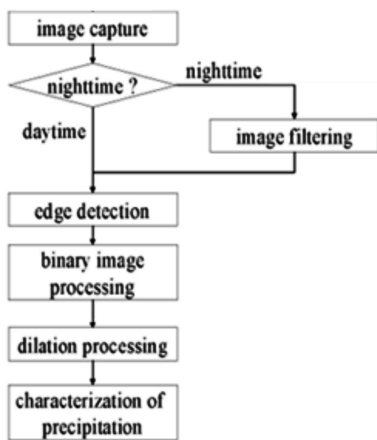 image capture
nighttime ?
nighttime
daytime
image filtering
edge detection
binary image
processing
dilation processing
characterization of
precipitation